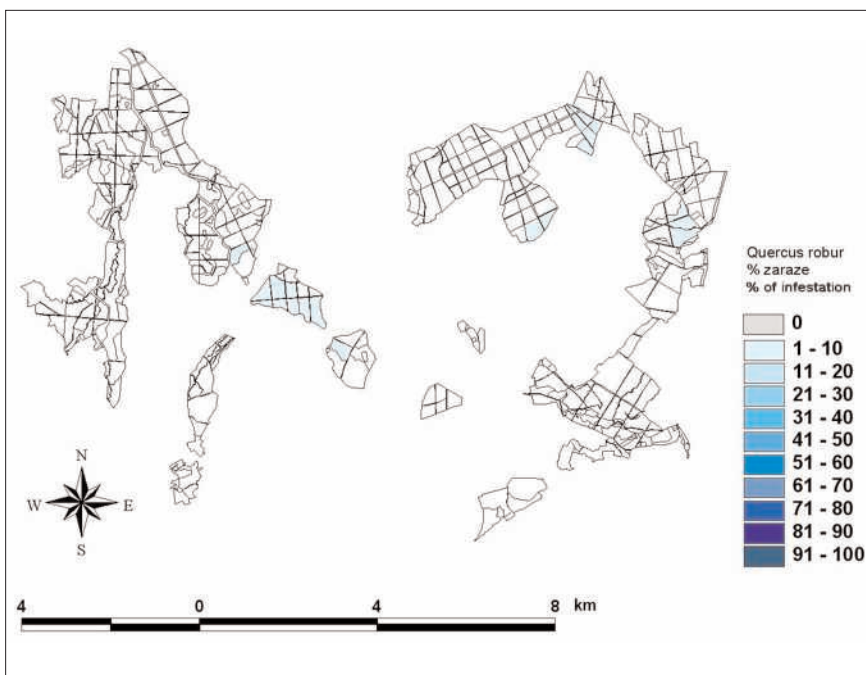 Quercus robur
% zaraze
% of infestation
0
1 - 10
11 - 20
21 - 30
31 - 40
41 - 50
51 - 60
61 - 70
71 - 80
81 - 90
91 - 100
N
W E
S
4 0 4 8 km